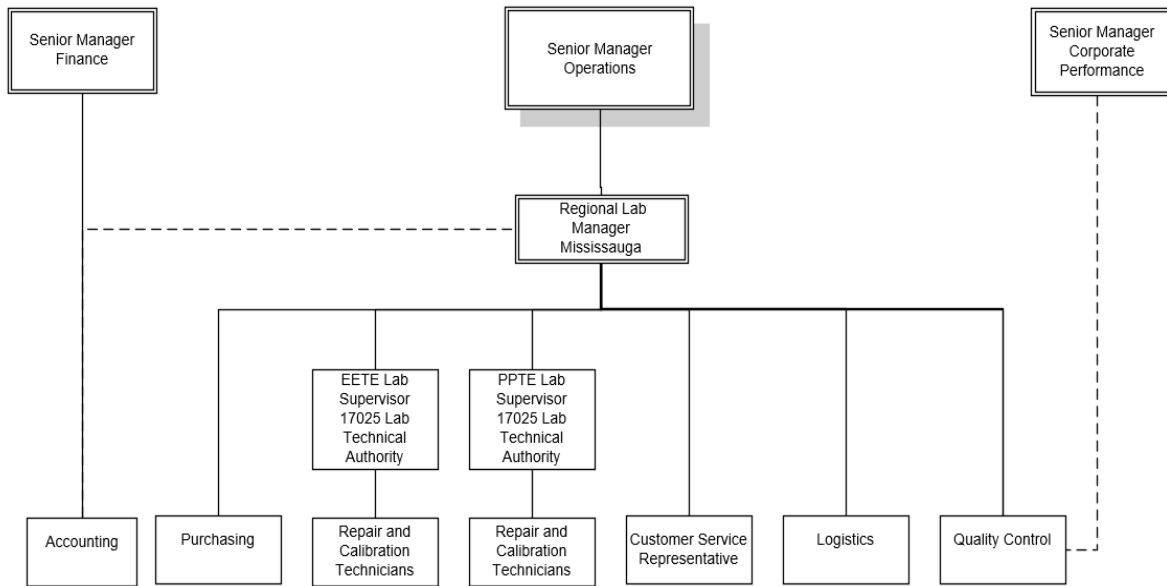 Senior Manager
Finance
Senior Manager
Operations
Senior Manager
Corporate
Performance
Regional Lab
Manager
Mississauga
EETE Lab
Supervisor
17025 Lab
Technical
Authority
PPTE Lab
Supervisor
17025 Lab
Technical
Authority
Accounting
Purchasing
Repair and
Calibration
Technicians
Repair and
Calibration
Technicians
Customer Service
Representative
Logistics
Quality Control